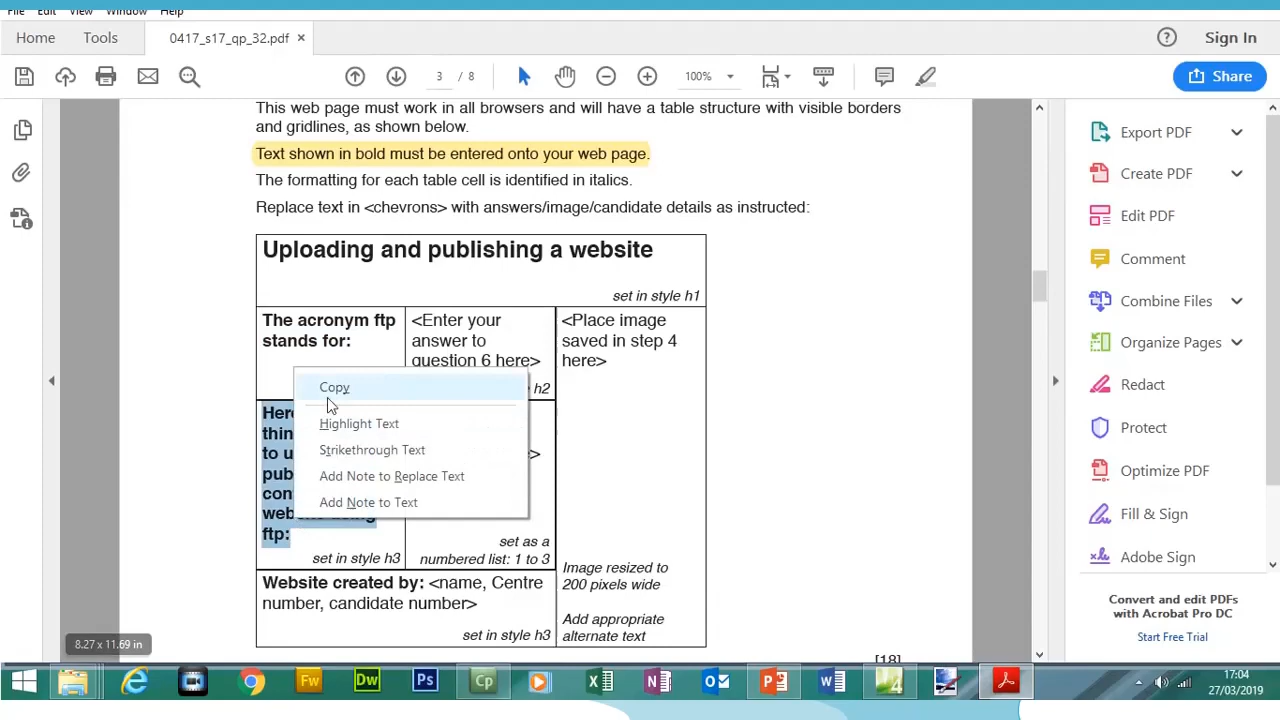 File Edit View Window Help
Home Tools 0417_s17_qp_32.pdf × Sign In
3 / 8 100% Share
This web page must work in all browsers and will have a table structure with visible borders
and gridlines, as shown below.
Text shown in bold must be entered onto your web page.
The formatting for each table cell is identified in italics.
Replace text in <chevrons> with answers/image/candidate details as instructed:
Uploading and publishing a website
set in style h1
The acronym ftp
stands for:
<Enter your
answer to
question 6 here>
h2
<Place image
saved in step 4
here>
Copy
Highlight Text
Strikethrough Text
Add Note to Replace Text
Add Note to Text
ftp:
set in style h3
set as a
numbered list: 1 to 3
Image resized to
200 pixels wide
Add appropriate
alternate text
Website created by: <name, Centre
number, candidate number>
set in style h3
[18]
8.27 x 11.69 in
Export PDF
Create PDF
Edit PDF
Comment
Combine Files
Organize Pages
Redact
Protect
Optimize PDF
Fill & Sign
Adobe Sign
Convert and edit PDFs
with Acrobat Pro DC
Start Free Trial
Fw Dw Ps Cp
17:04
27/03/2019